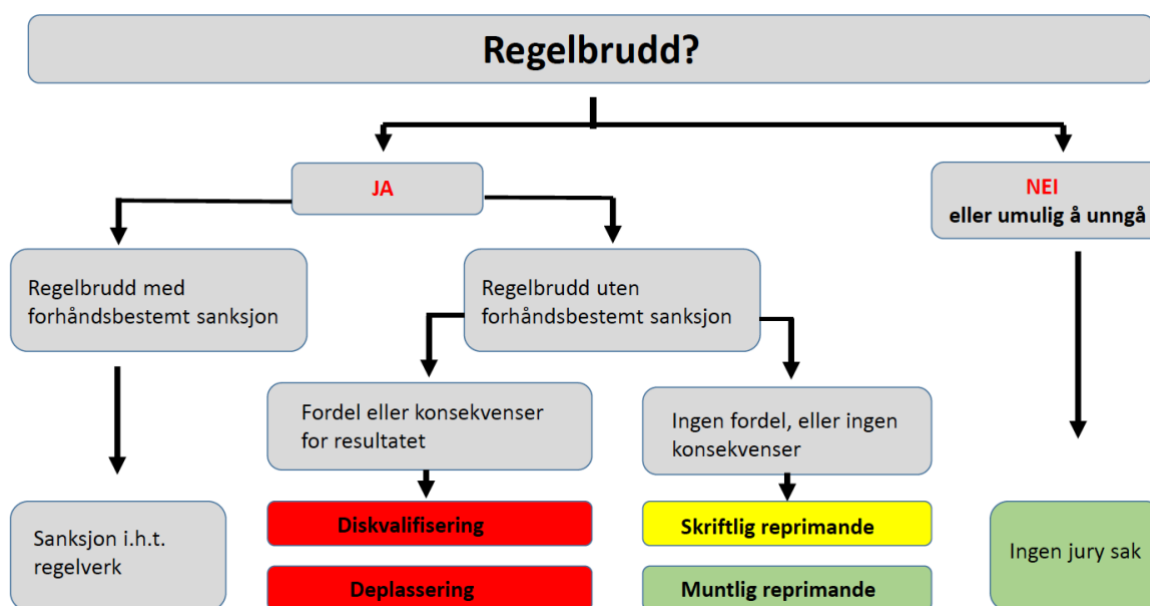 Regelbrudd?
JA
NEI
eller umulig å unngå
Regelbrudd med
forhåndsbestemt sanksjon
Regelbrudd uten
forhåndsbestemt sanksjon
Fordel eller konsekvenser
for resultatet
Ingen fordel, eller ingen
konsekvenser
Sanksjon i.h.t.
regelverk
Diskvalifisering
Deplassering
Skriftlig reprimande
Muntlig reprimande
Ingen jury sak